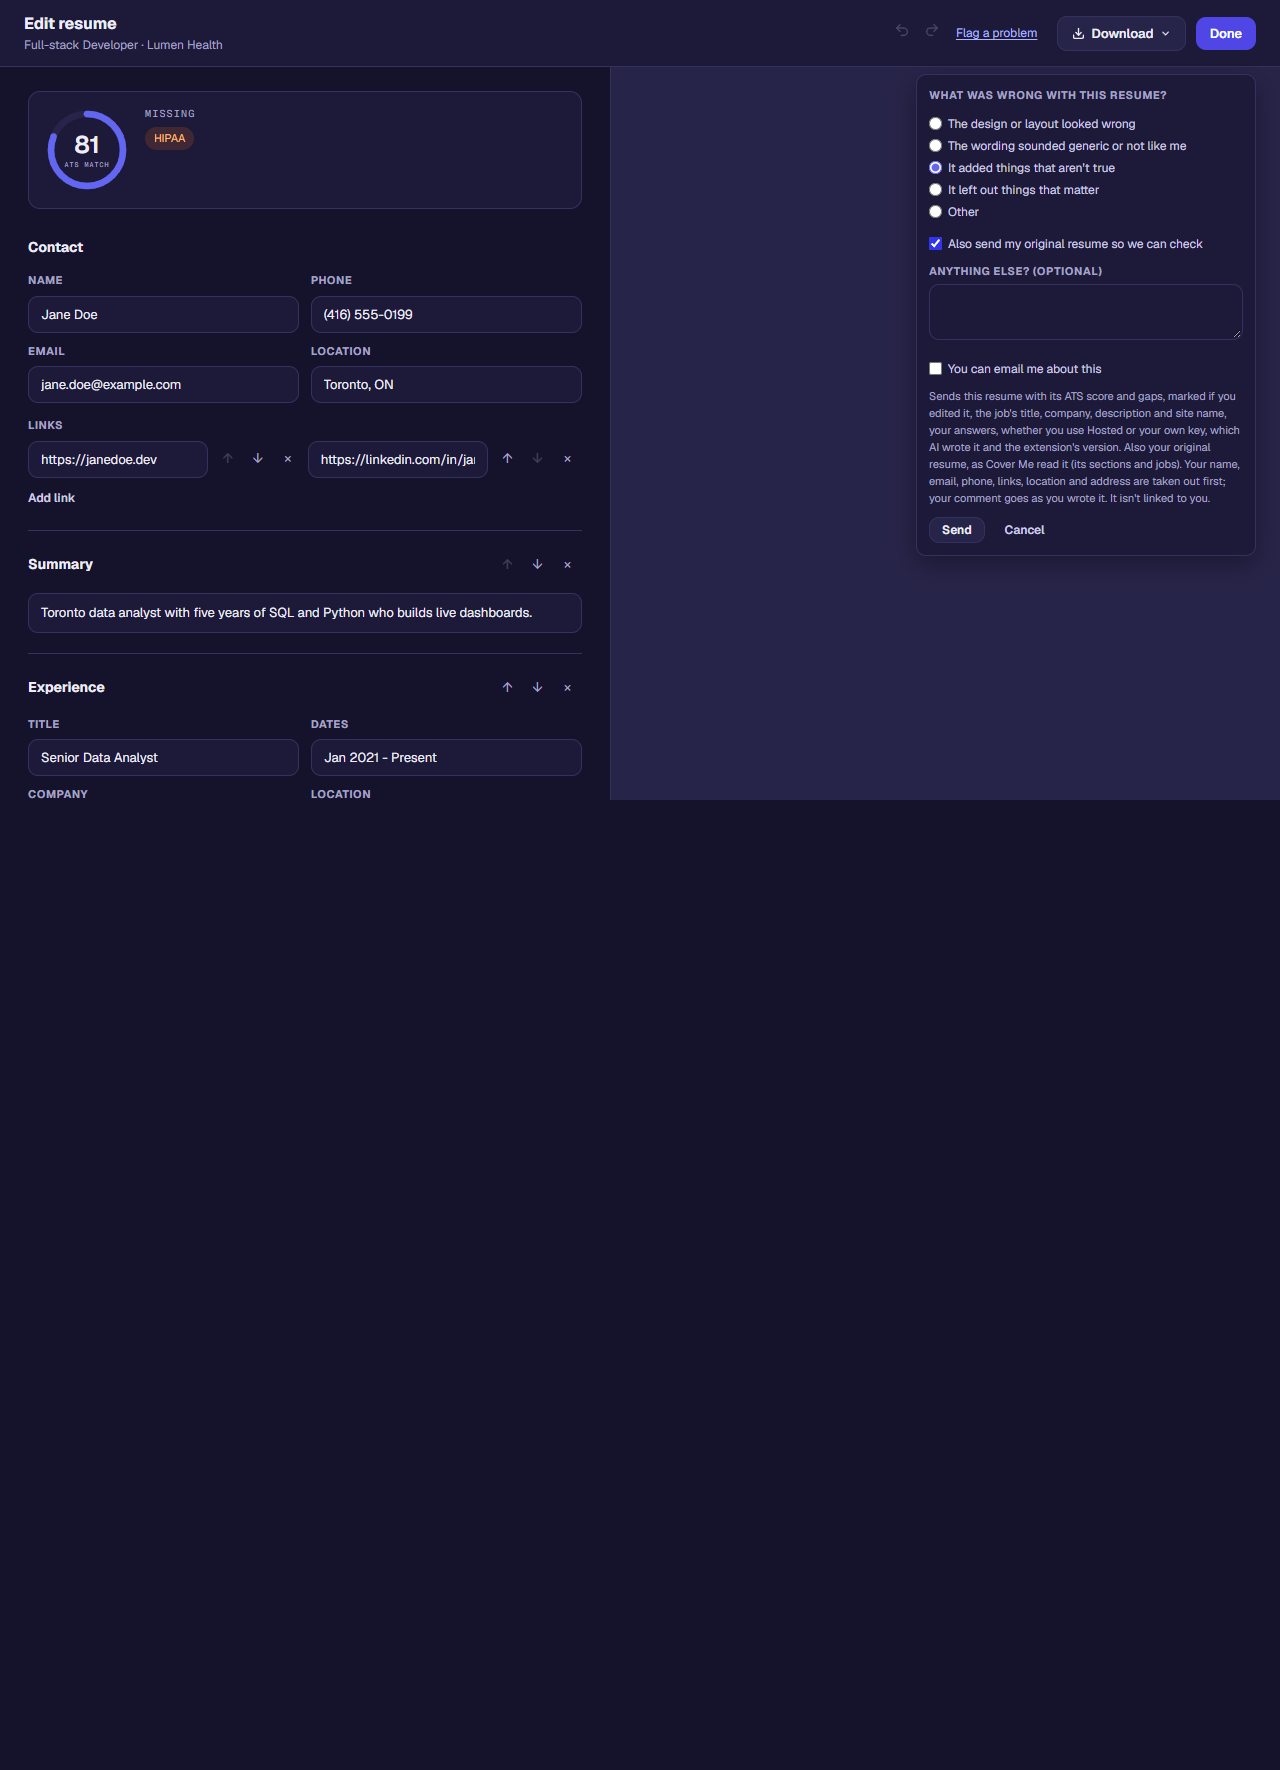 Edit resume
Full-stack Developer · Lumen Health
Flag a problem
Download
Done
81
ATS MATCH
MISSING
HIPAA
Contact
NAME
PHONE
Jane Doe
(416) 555-0199
EMAIL
LOCATION
jane.doe@example.com
Toronto, ON
LINKS
https://janedoe.dev
https://linkedin.com/in/ja
Add link
Summary
Toronto data analyst with five years of SQL and Python who builds live dashboards.
Experience
TITLE
DATES
Senior Data Analyst
Jan 2021 - Present
COMPANY
LOCATION
WHAT WAS WRONG WITH THIS RESUME?
The design or layout looked wrong
The wording sounded generic or not like me
It added things that aren't true
It left out things that matter
Other
Also send my original resume so we can check
ANYTHING ELSE? (OPTIONAL)
You can email me about this
Sends this resume with its ATS score and gaps, marked if you
edited it, the job's title, company, description and site name,
your answers, whether you use Hosted or your own key, which
AI wrote it and the extension's version. Also your original
resume, as Cover Me read it (its sections and jobs). Your name,
email, phone, links, location and address are taken out first;
your comment goes as you wrote it. It isn't linked to you.
Send
Cancel